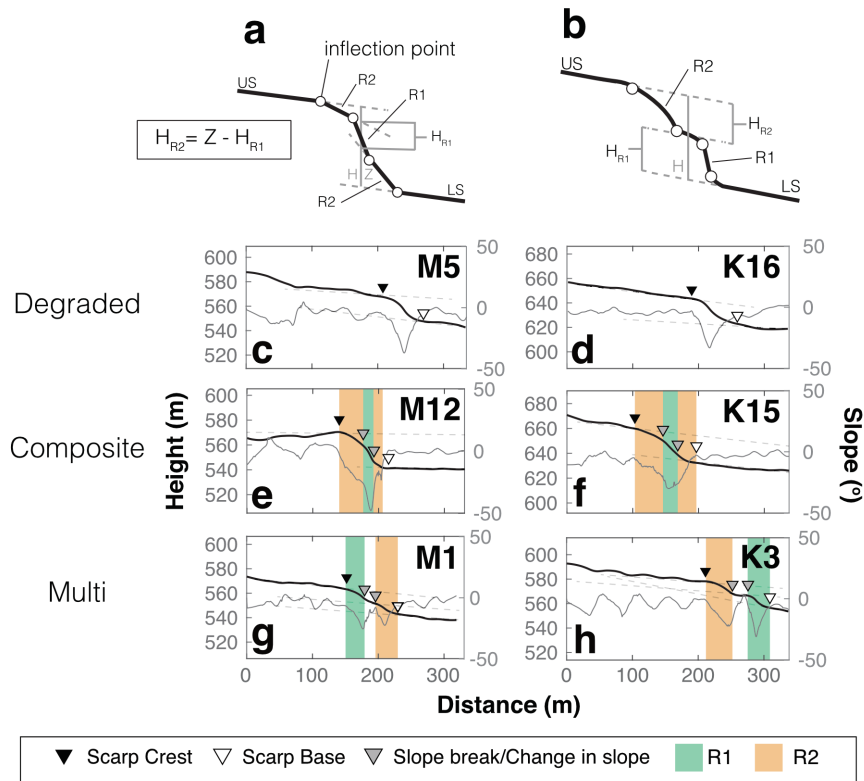 a
b
inflection point
US
R2
R1
H_R1
H_R2 = Z - H_R1
H
Z
R2
LS
US
R2
H_R2
H_R1
H
R1
LS
Degraded
Composite
Multi
Height (m)
Slope (°)
Distance (m)
M5
c
600
580
560
540
520
50
0
-50
K16
d
680
660
640
620
600
50
0
-50
M12
e
600
580
560
540
520
50
0
-50
K15
f
680
660
640
620
600
50
0
-50
M1
g
600
580
560
540
520
0
100
200
300
50
0
-50
K3
h
600
580
560
540
520
0
100
200
300
50
0
-50
Scarp Crest
Scarp Base
Slope break/Change in slope
R1
R2